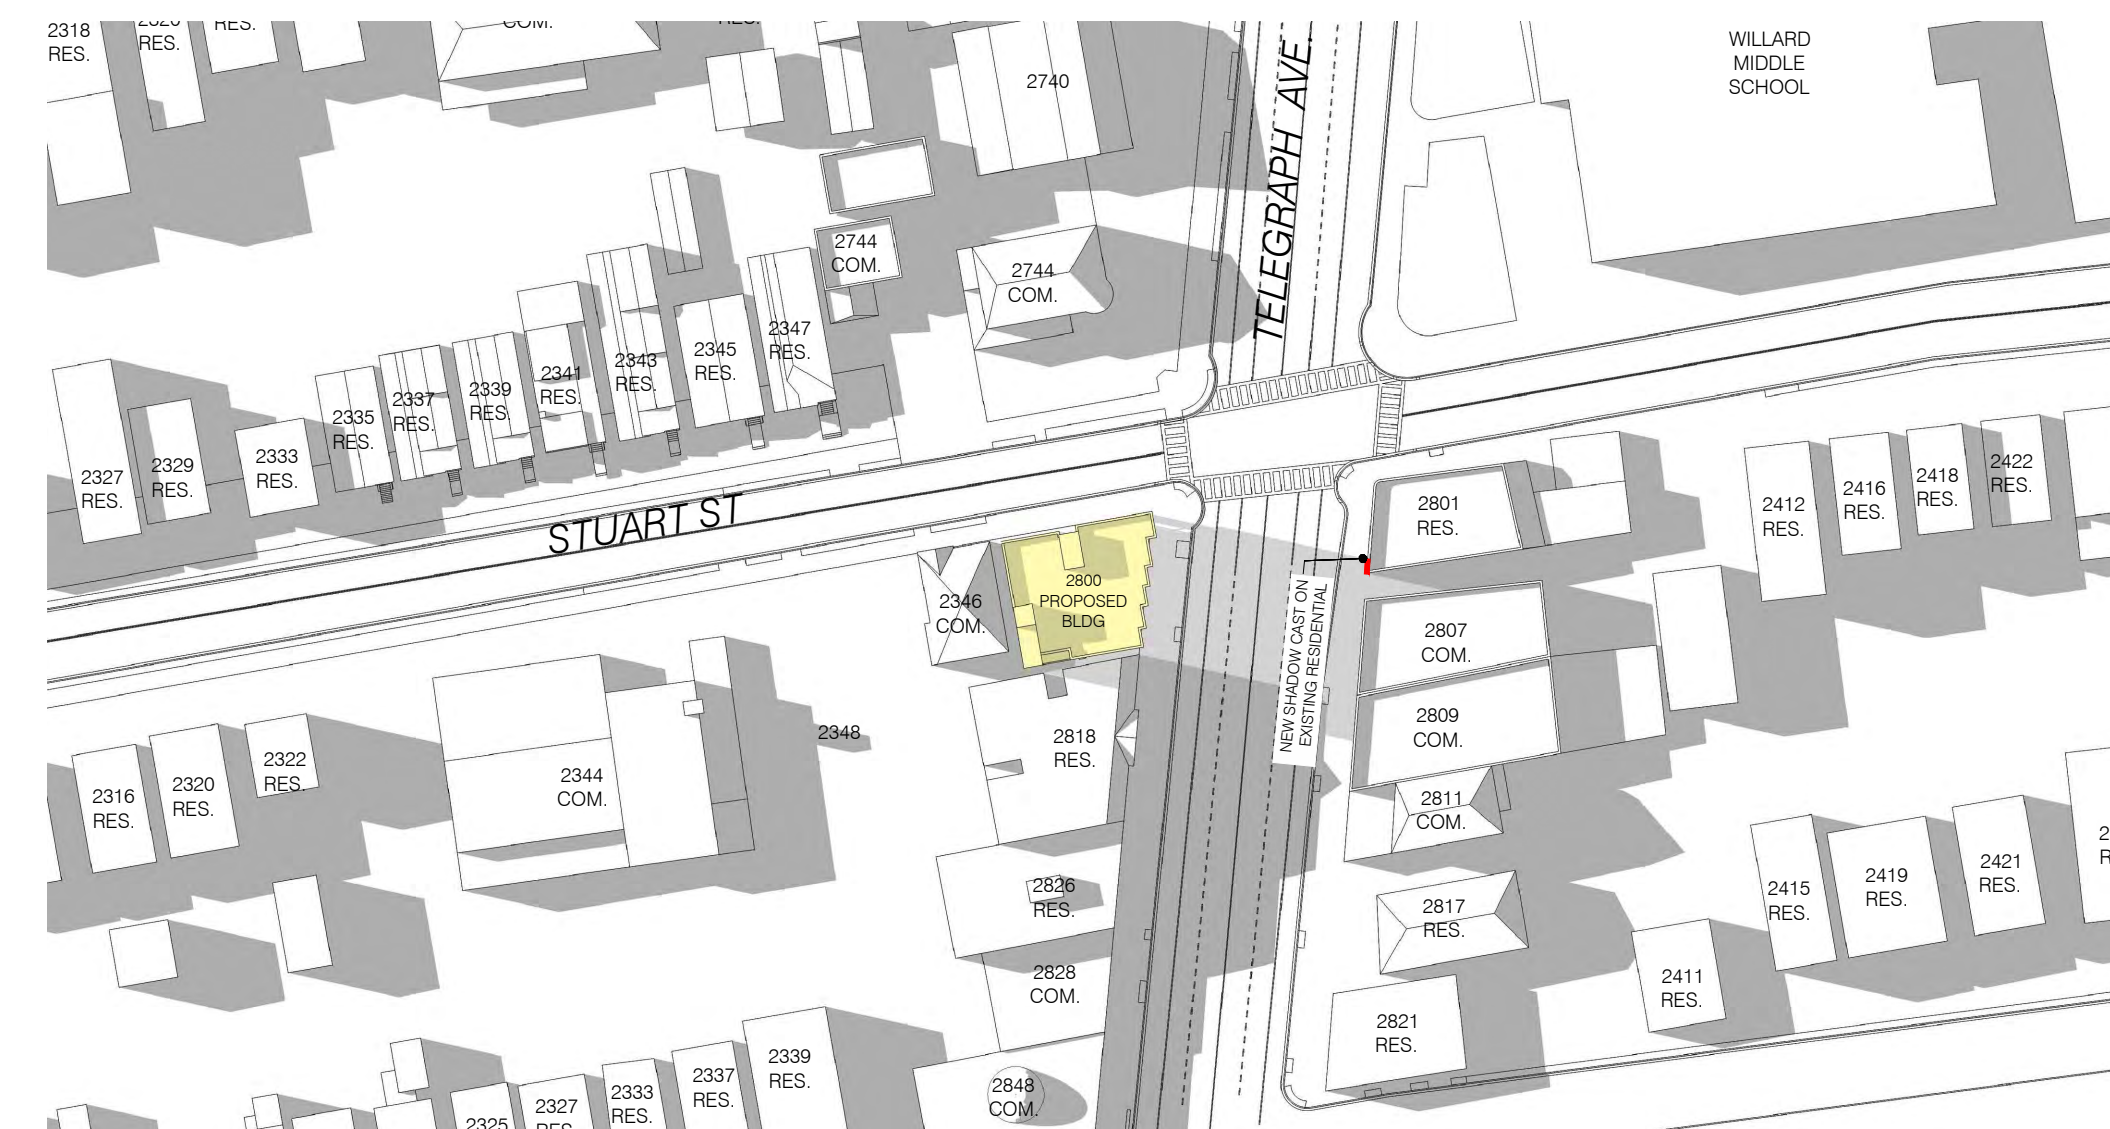 2318
RES.
2320
RES.
RES.
COM.
RES.
2740
TELEGRAPH AVE.
WILLARD
MIDDLE
SCHOOL
2744
COM.
2744
COM.
2347
RES.
2345
RES.
2343
RES.
2341
RES.
2339
RES.
2337
RES.
2335
RES.
2333
RES.
2329
RES.
2327
RES.
STUART ST
2346
COM.
2800
PROPOSED
BLDG
NEW SHADOW CAST ON
EXISTING RESIDENTIAL
2801
RES.
2412
RES.
2416
RES.
2418
RES.
2422
RES.
2807
COM.
2809
COM.
2811
COM.
2817
RES.
2821
RES.
2818
RES.
2826
RES.
2828
COM.
2848
COM.
2348
2344
COM.
2322
RES.
2320
RES.
2316
RES.
2415
RES.
2419
RES.
2421
RES.
2411
RES.
2339
RES.
2337
RES.
2333
RES.
2327
RES.
2325